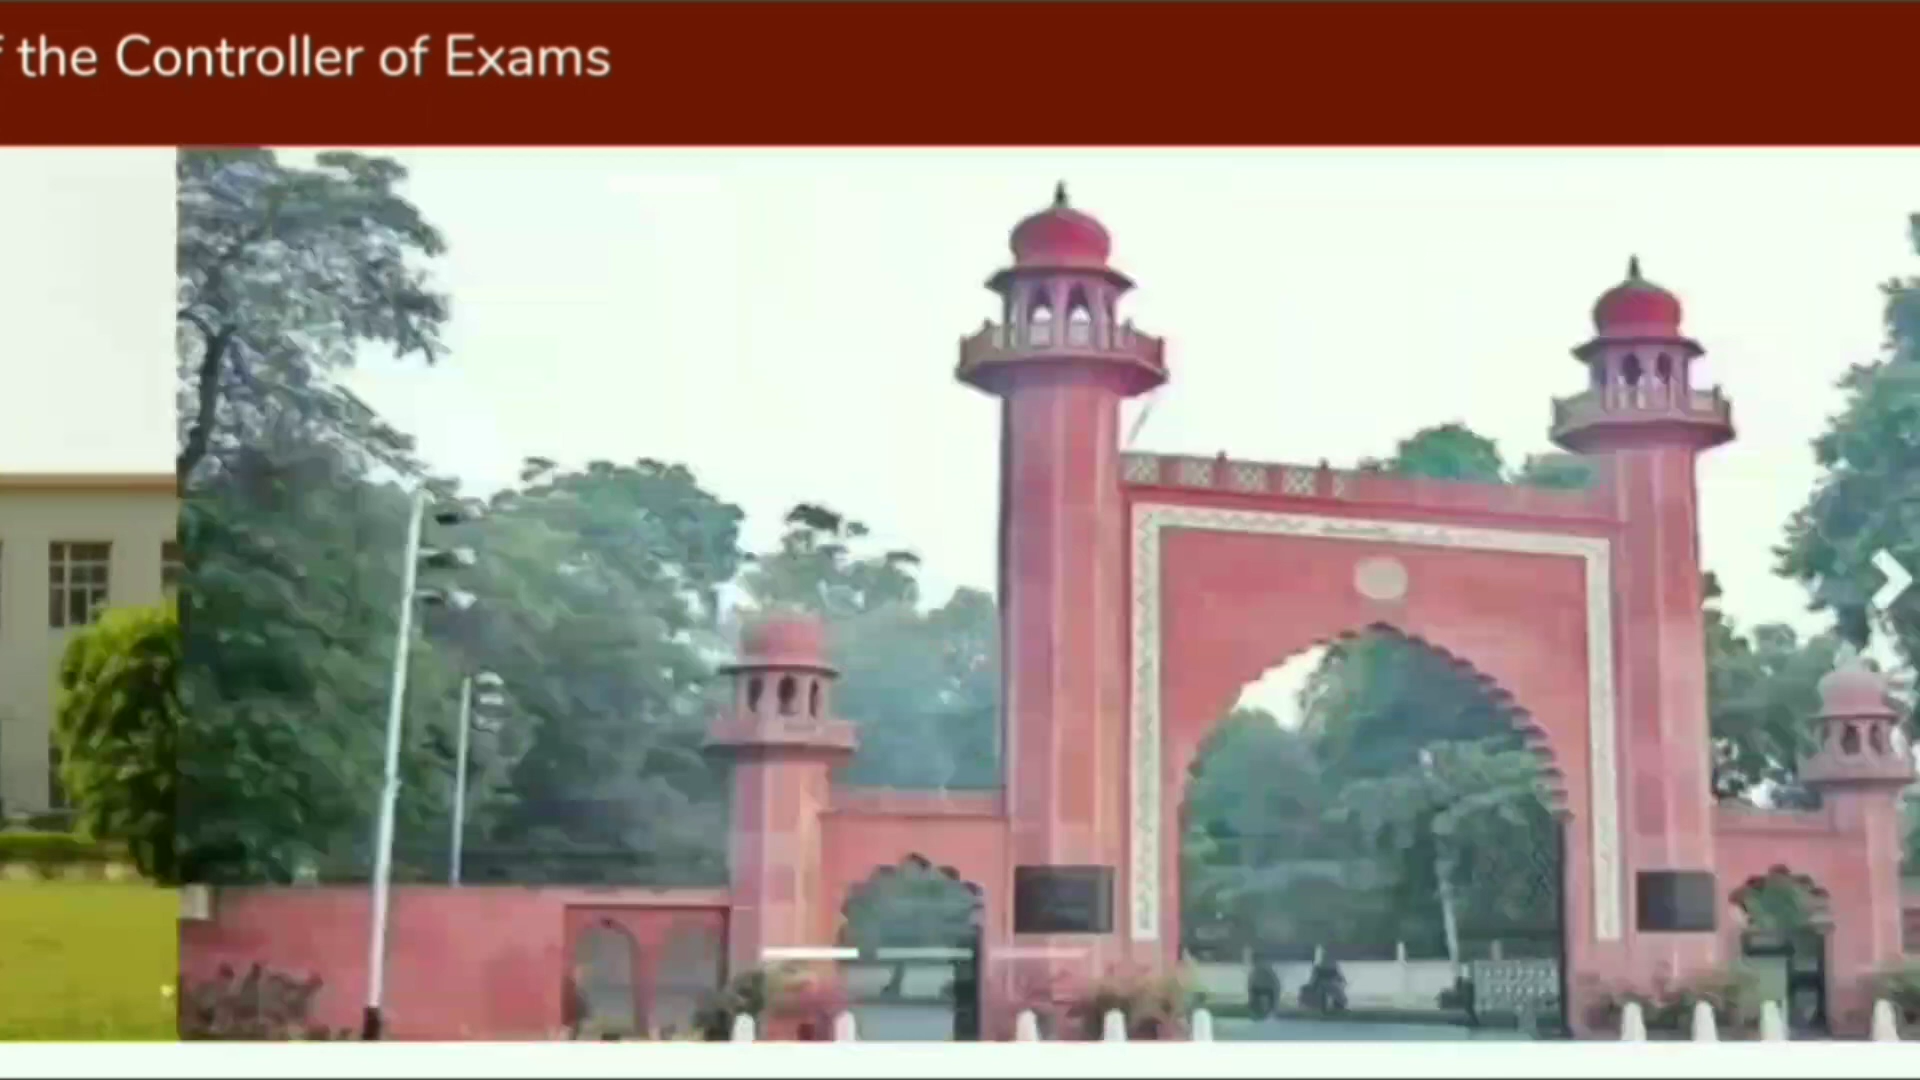 f the Controller of Exams